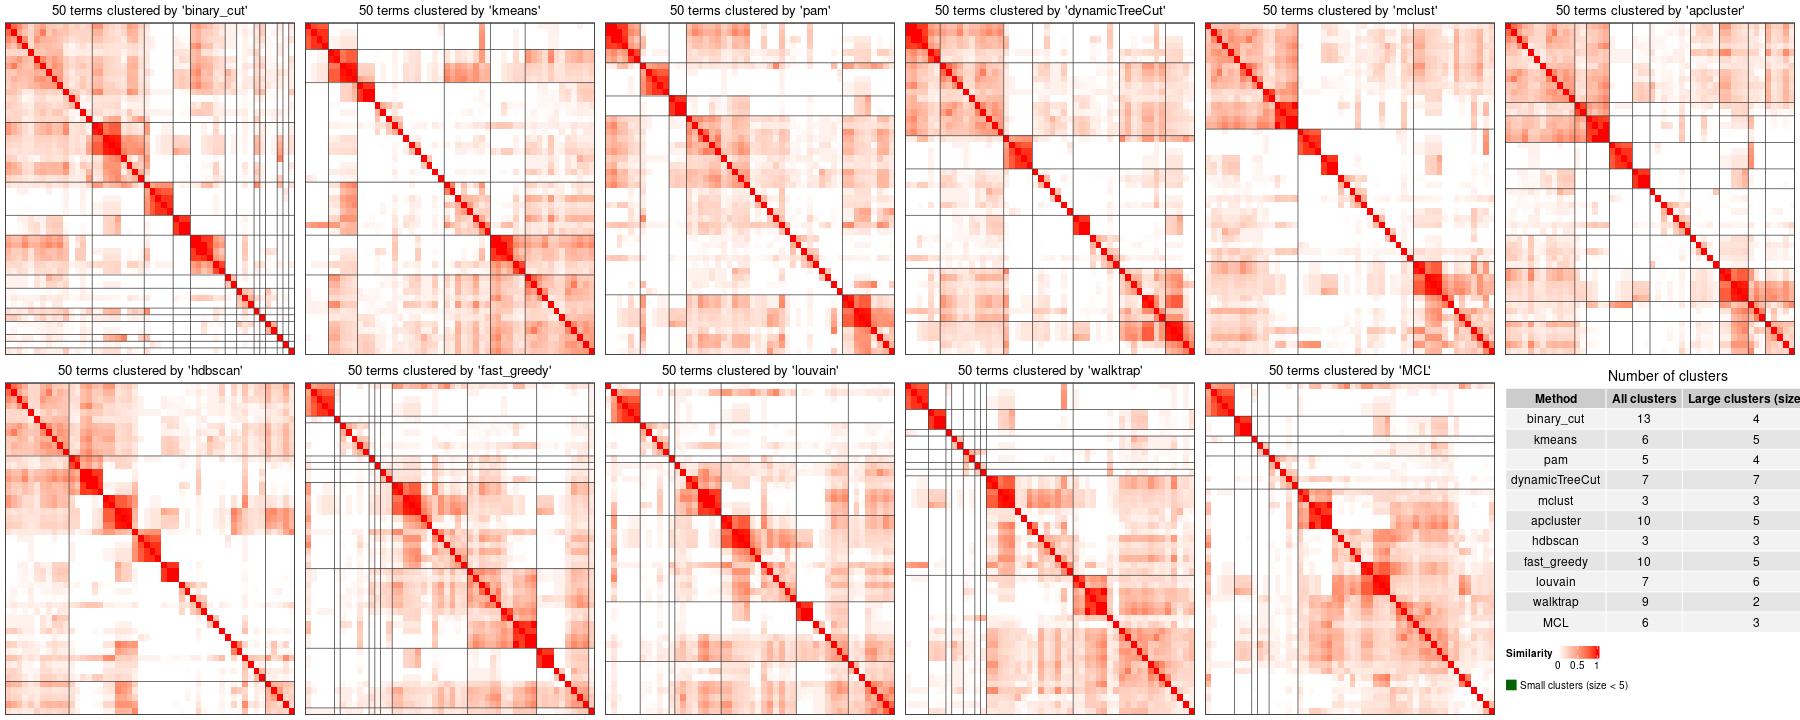 50 terms clustered by 'binary_cut'
50 terms clustered by 'kmeans'
50 terms clustered by 'pam'
50 terms clustered by 'dynamicTreeCut'
50 terms clustered by 'mclust'
50 terms clustered by 'apcluster'
50 terms clustered by 'hdbscan'
50 terms clustered by 'fast_greedy'
50 terms clustered by 'louvain'
50 terms clustered by 'walktrap'
50 terms clustered by 'MCL'
Number of clusters
Method All clusters Large clusters (size
binary_cut 13 4
kmeans 6 5
pam 5 4
dynamicTreeCut 7 7
mclust 3 3
apcluster 10 5
hdbscan 3 3
fast_greedy 10 5
louvain 7 6
walktrap 9 2
MCL 6 3
Similarity
0 0.5 1
Small clusters (size < 5)